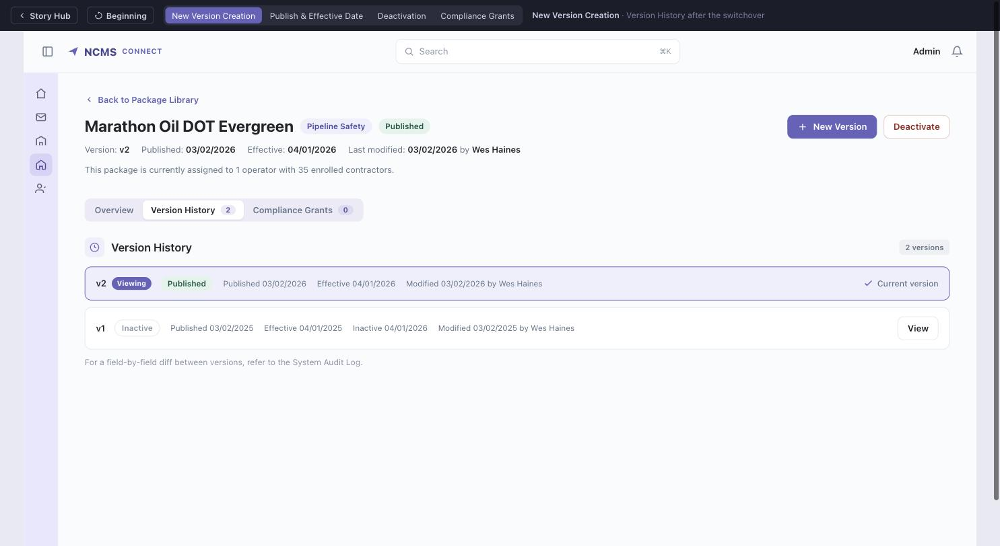 Story Hub Beginning New Version Creation Publish & Effective Date Deactivation Compliance Grants New Version Creation · Version History after the switchover
NCMS CONNECT Search ⌘K Admin
Back to Package Library
Marathon Oil DOT Evergreen Pipeline Safety Published + New Version Deactivate
Version: v2 Published: 03/02/2026 Effective: 04/01/2026 Last modified: 03/02/2026 by Wes Haines
This package is currently assigned to 1 operator with 35 enrolled contractors.
Overview Version History 2 Compliance Grants 0
Version History 2 versions
v2 Viewing Published Published 03/02/2026 Effective 04/01/2026 Modified 03/02/2026 by Wes Haines Current version
v1 Inactive Published 03/02/2025 Effective 04/01/2025 Inactive 04/01/2026 Modified 03/02/2025 by Wes Haines View
For a field-by-field diff between versions, refer to the System Audit Log.